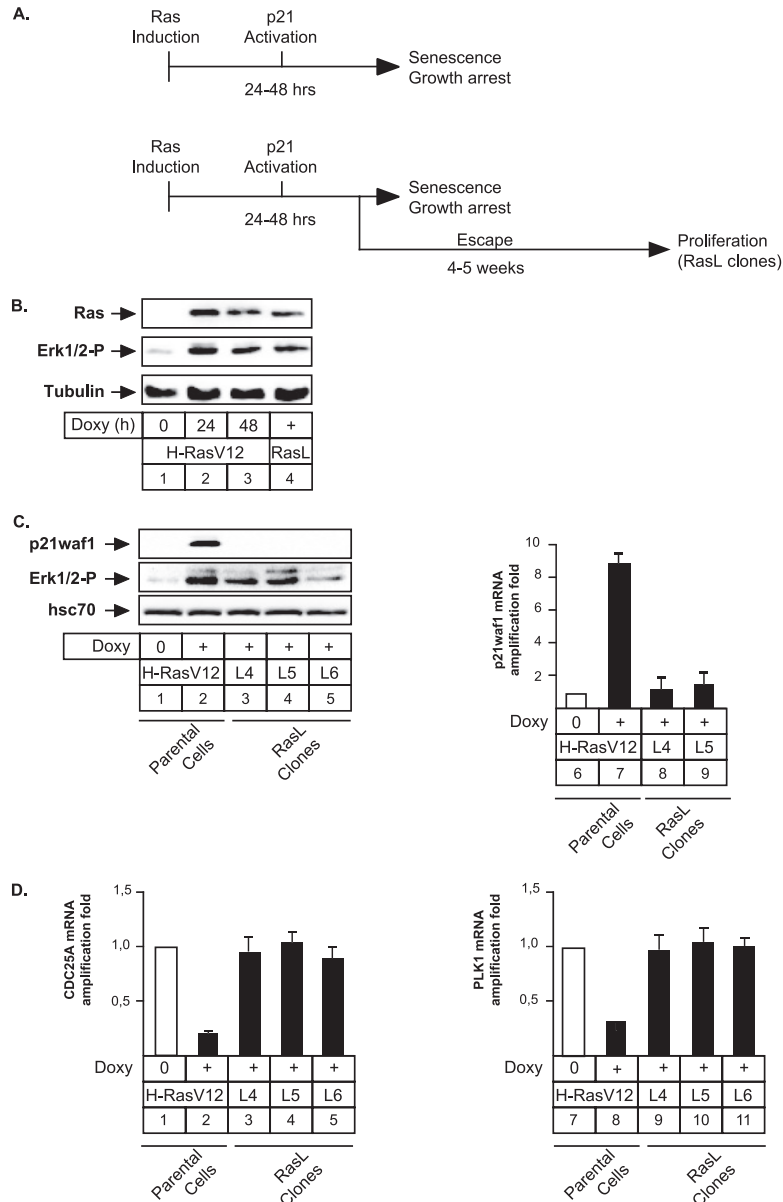 A.
Ras
Induction
p21
Activation
24-48 hrs
Senescence
Growth arrest
Ras
Induction
p21
Activation
24-48 hrs
Senescence
Growth arrest
Escape
4-5 weeks
Proliferation
(RasL clones)
B.
Ras
Erk1/2-P
Tubulin
Doxy (h) 0 24 48 +
H-RasV12 RasL
1 2 3 4
C.
p21waf1
Erk1/2-P
hsc70
Doxy 0 + + + +
H-RasV12 L4 L5 L6
1 2 3 4 5
Parental
Cells
RasL
Clones
p21waf1 mRNA
amplification fold
10
8
6
4
2
Doxy 0 + + +
H-RasV12 L4 L5
6 7 8 9
Parental
Cells
RasL
Clones
D.
CDC25A mRNA
amplification fold
1,5
1,0
0,5
Doxy 0 + + + +
H-RasV12 L4 L5 L6
1 2 3 4 5
Parental
Cells
RasL
Clones
PLK1 mRNA
amplification fold
1,5
1,0
0,5
Doxy 0 + + + +
H-RasV12 L4 L5 L6
7 8 9 10 11
Parental
Cells
RasL
Clones